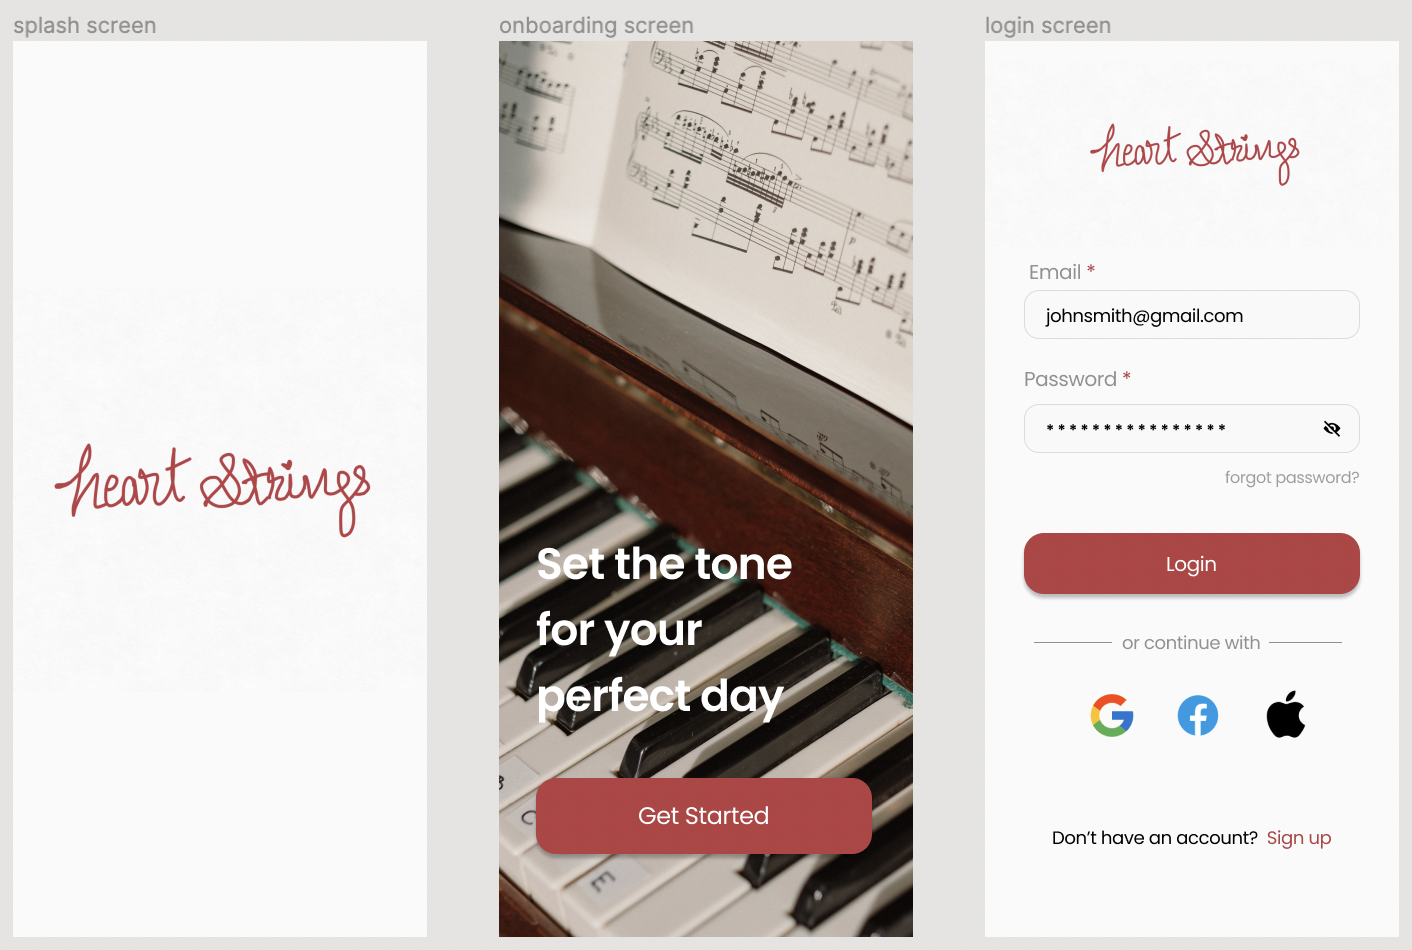 splash screen
heart Strings
onboarding screen
Set the tone
for your
perfect day
C
Get Started
E
login screen
heart Strings
Email *
johnsmith@gmail.com
Password *
****************
forgot password?
Login
or continue with
Don't have an account? Sign up